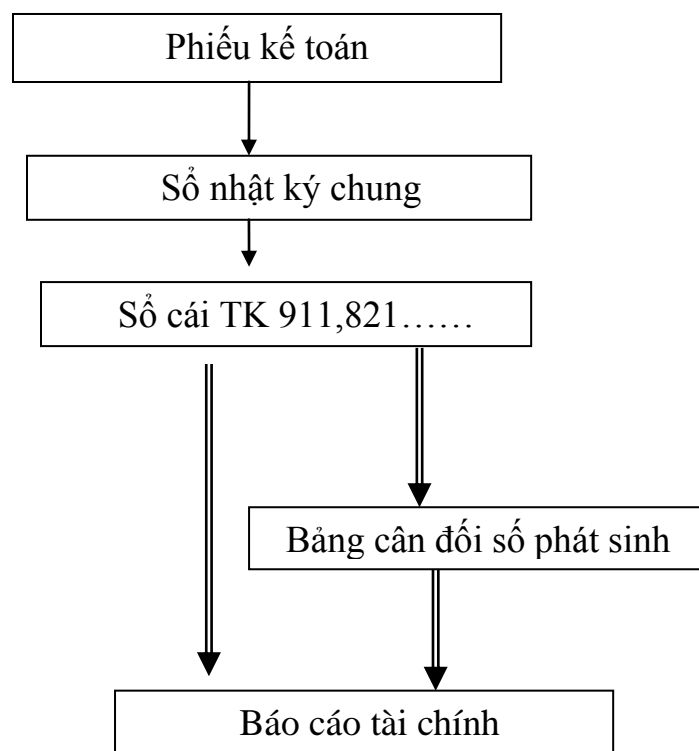 Phiếu kế toán
Sổ nhật ký chung
Sổ cái TK 911,821……
Bảng cân đối số phát sinh
Báo cáo tài chính